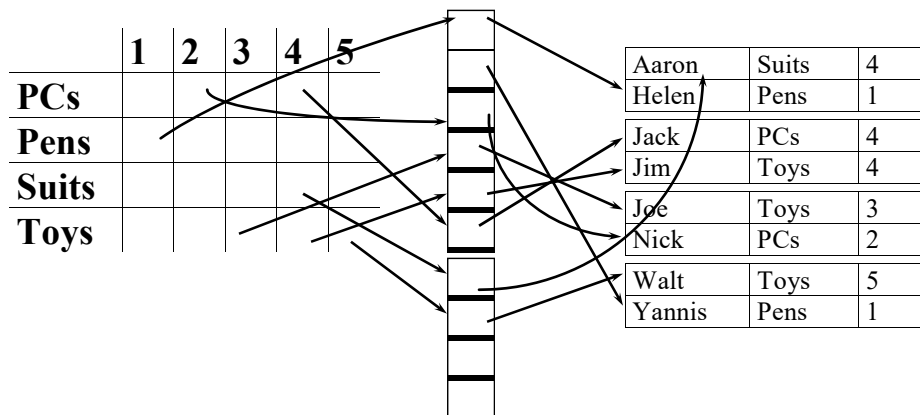 1 2 3 4 5
PCs
Pens
Suits
Toys
Aaron Suits 4
Helen Pens 1
Jack PCs 4
Jim Toys 4
Joe Toys 3
Nick PCs 2
Walt Toys 5
Yannis Pens 1